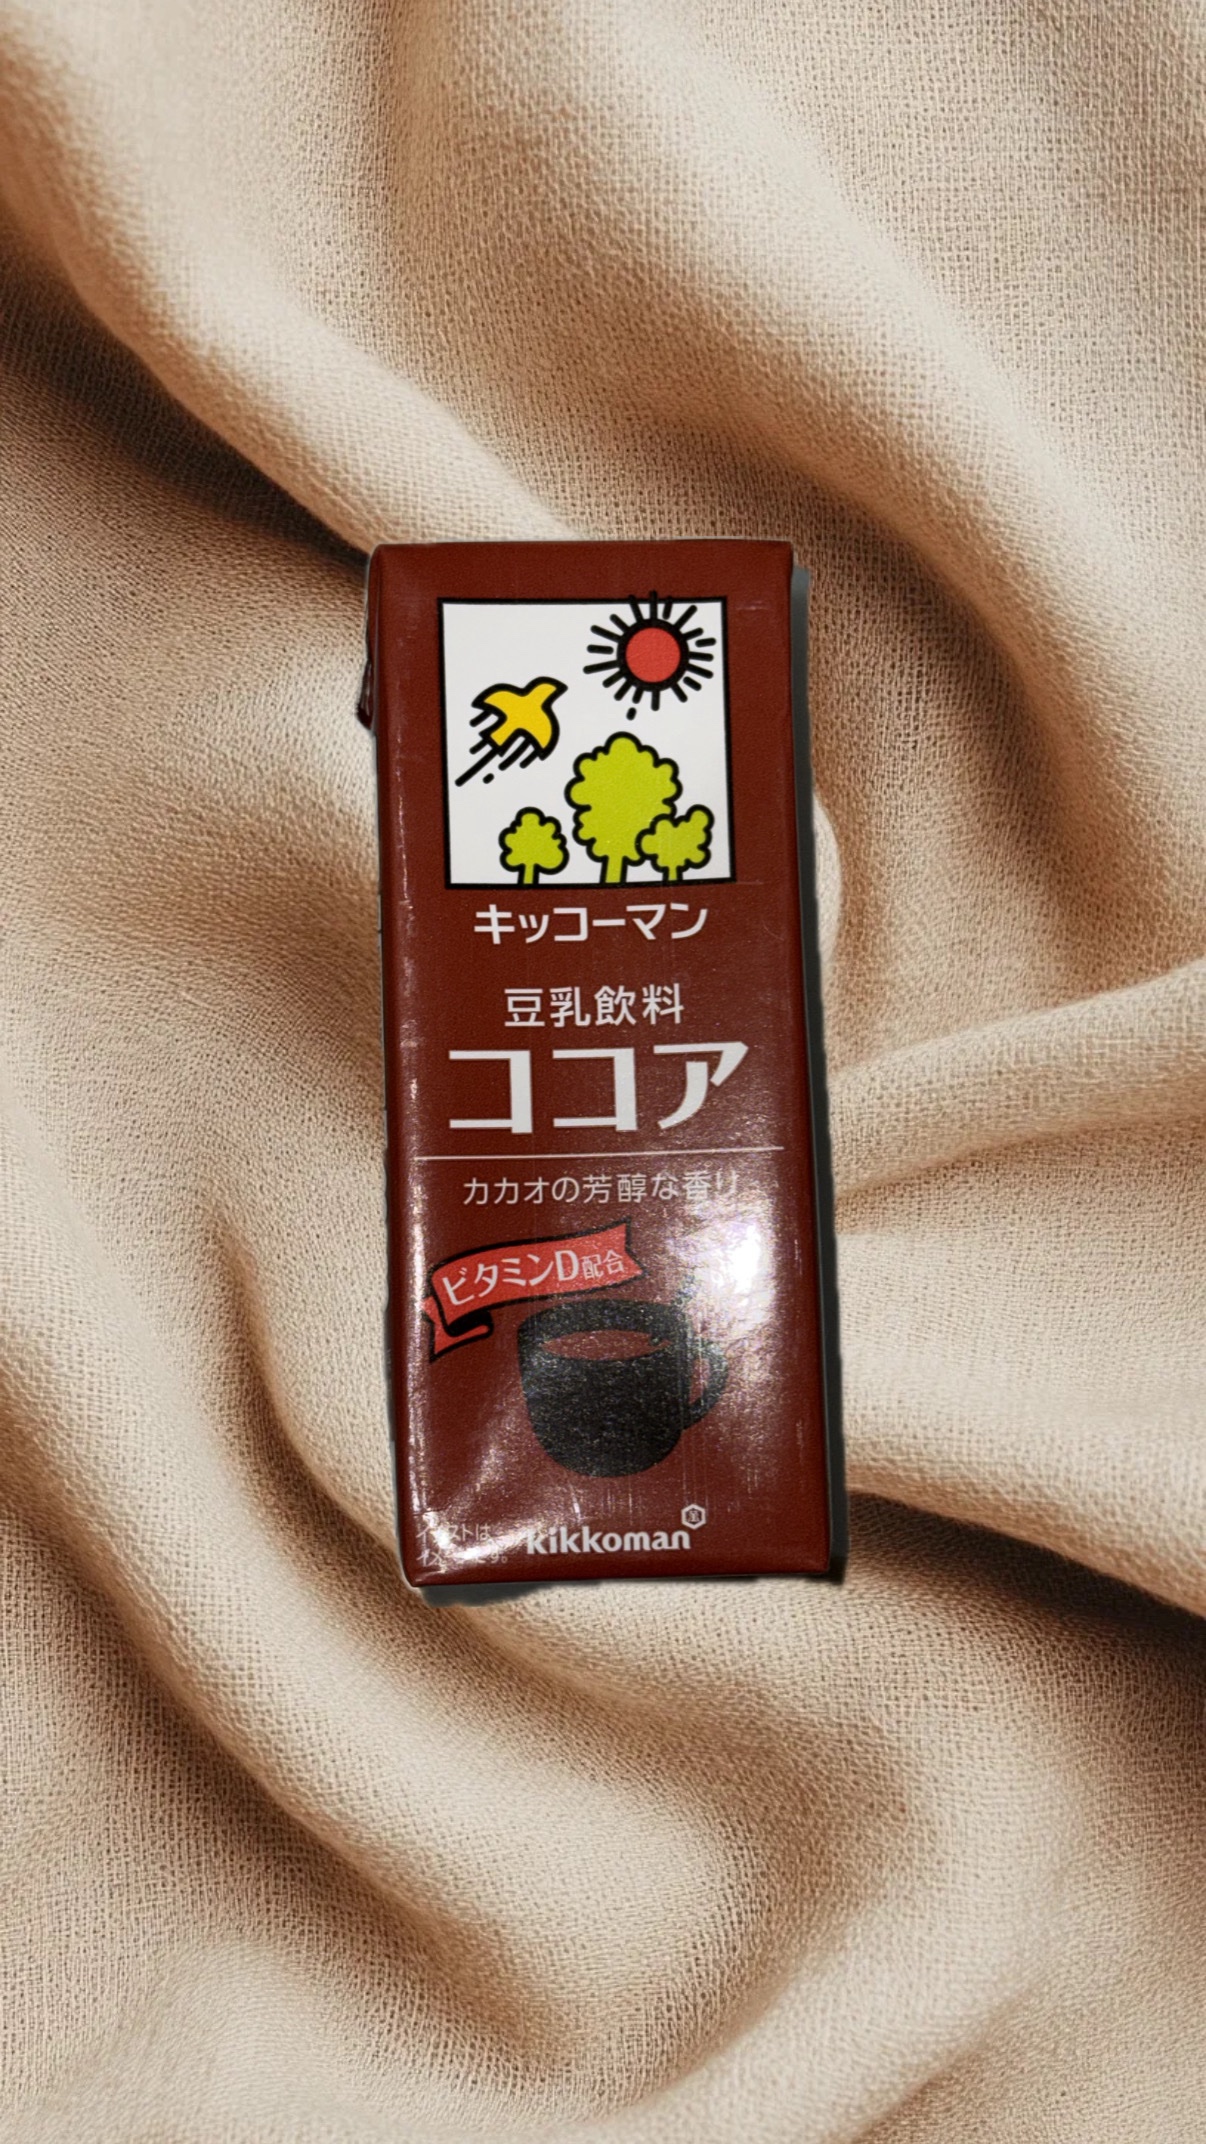 キッコーマン
豆乳飲料
ココア
カカオの芳醇な香り
ビタミンD配合
kikkoman